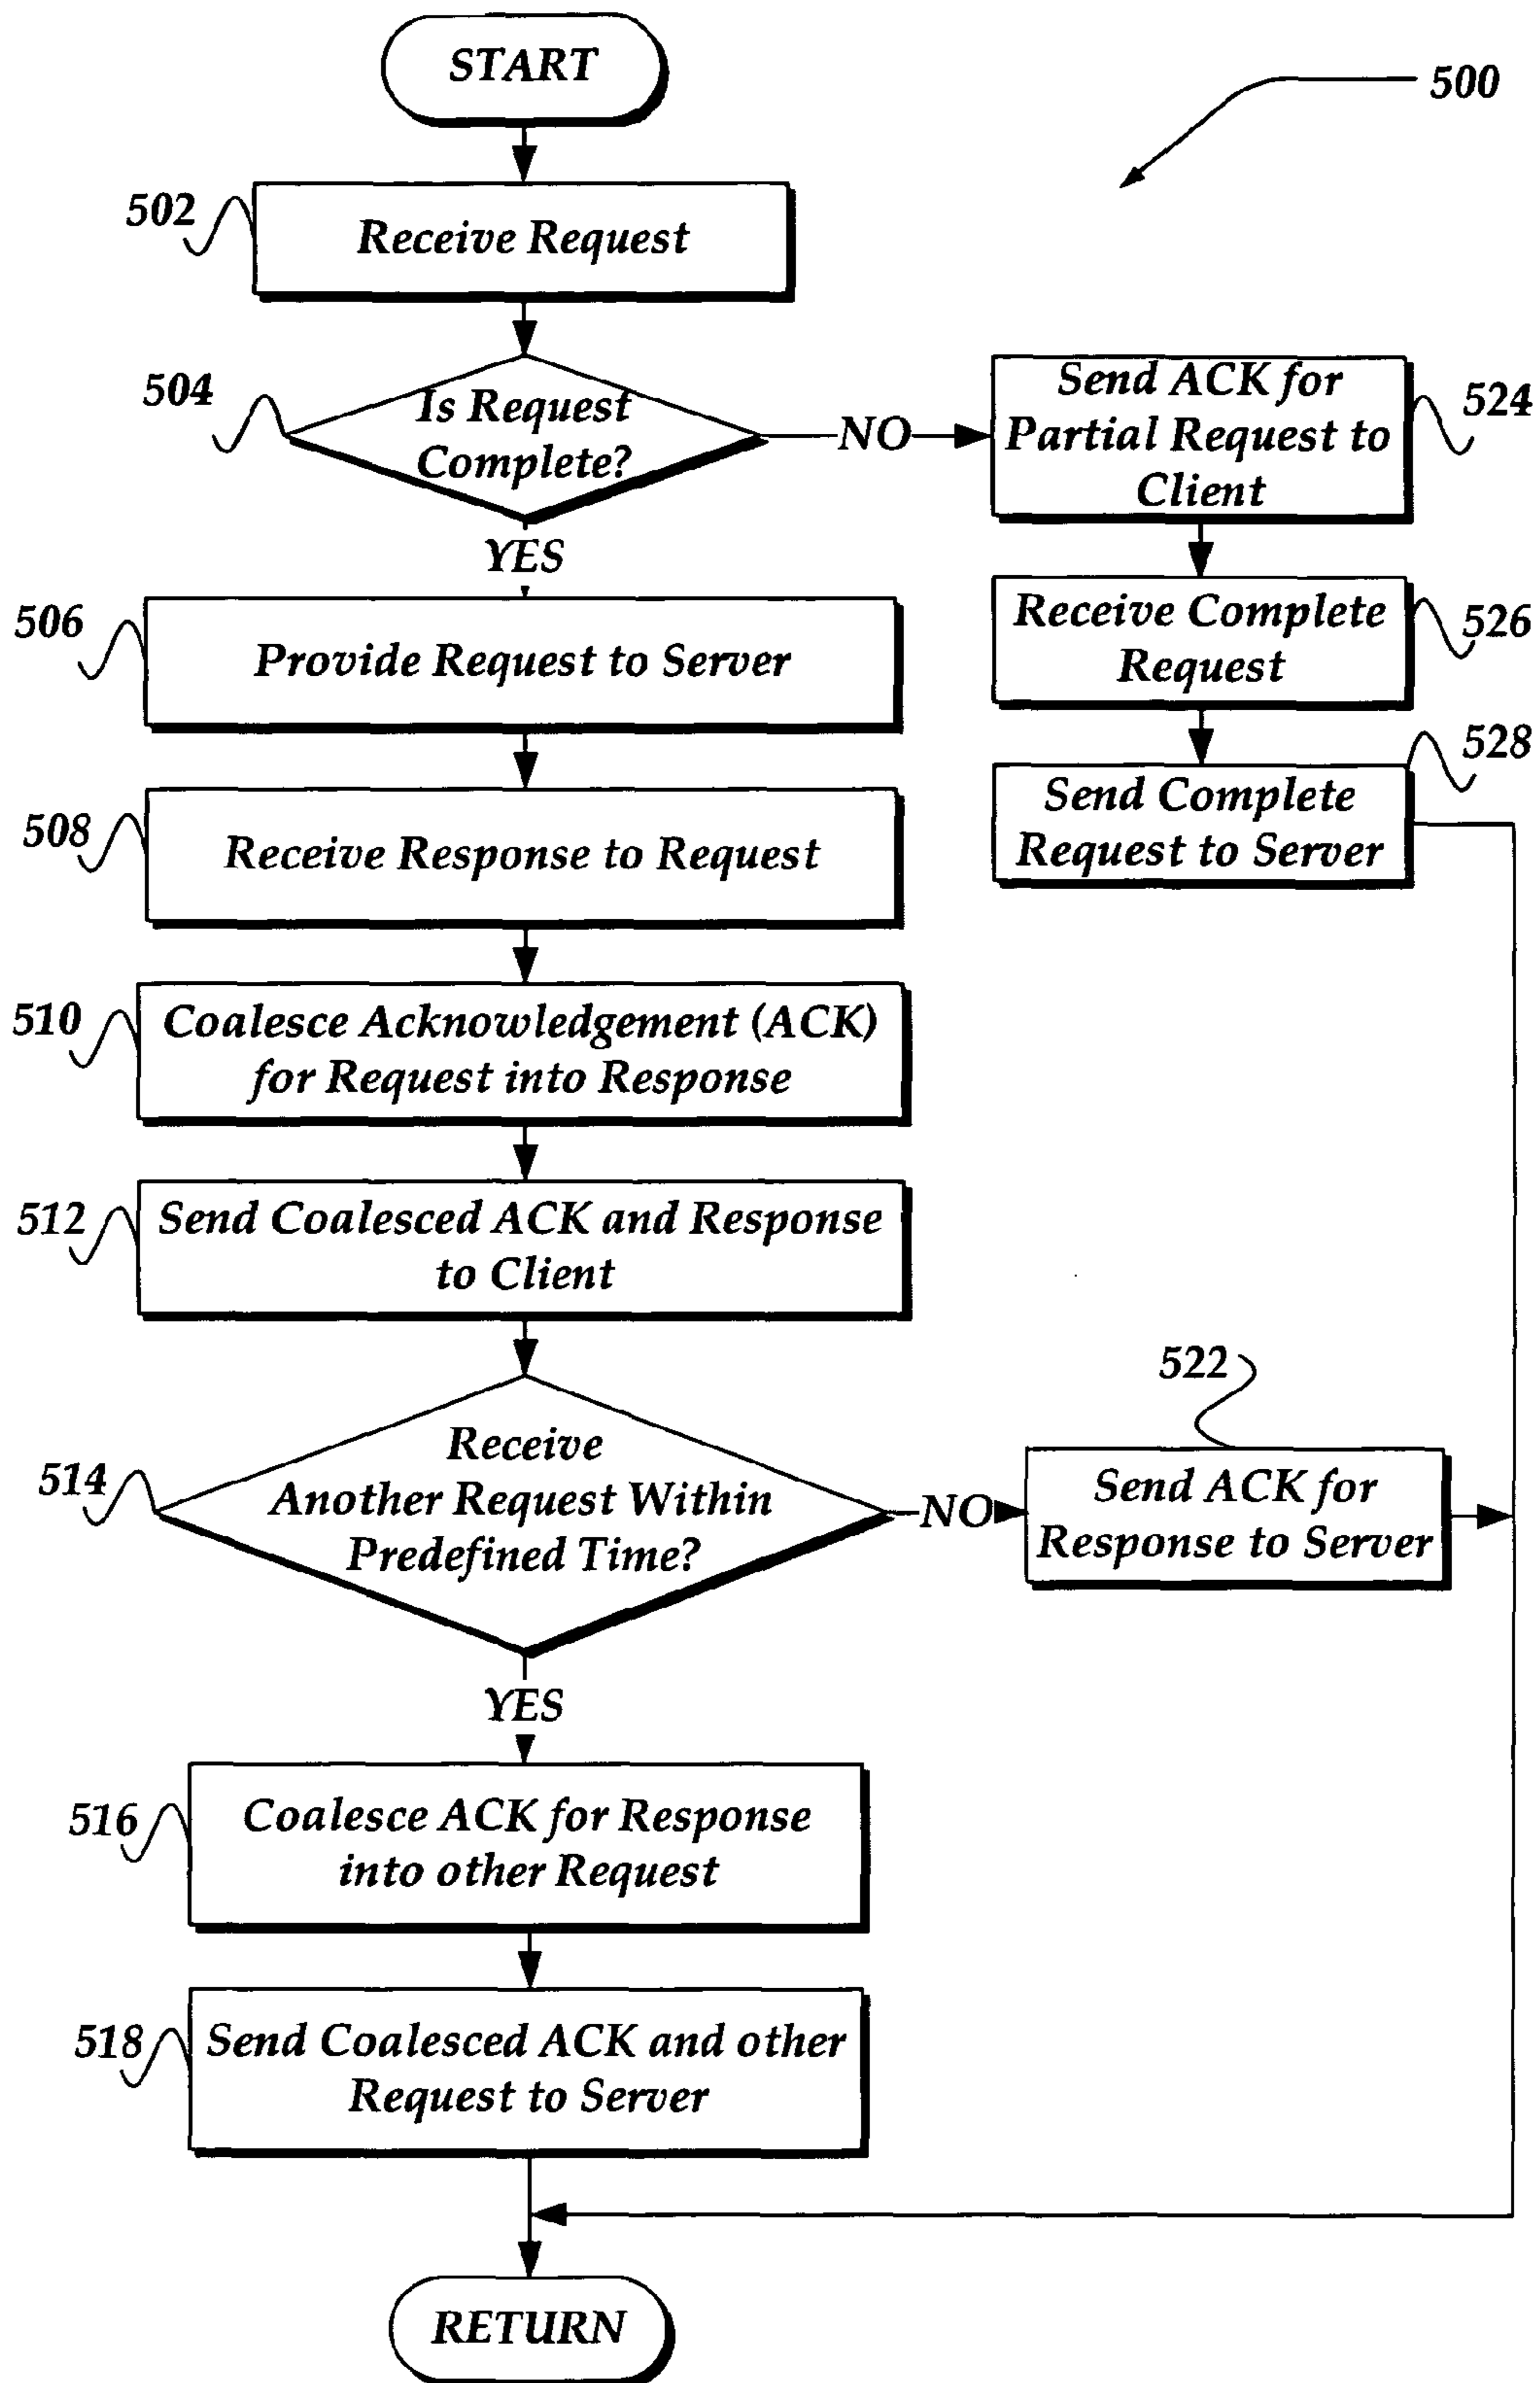 START
500
502
Receive Request
504
Is Request
Complete?
NO
Send ACK for
Partial Request to
Client
524
YES
506
Provide Request to Server
Receive Complete
Request
526
508
Receive Response to Request
Send Complete
Request to Server
528
510
Coalesce Acknowledgement (ACK)
for Request into Response
512
Send Coalesced ACK and Response
to Client
514
Receive
Another Request Within
Predefined Time?
NO
522
Send ACK for
Response to Server
YES
516
Coalesce ACK for Response
into other Request
518
Send Coalesced ACK and other
Request to Server
RETURN